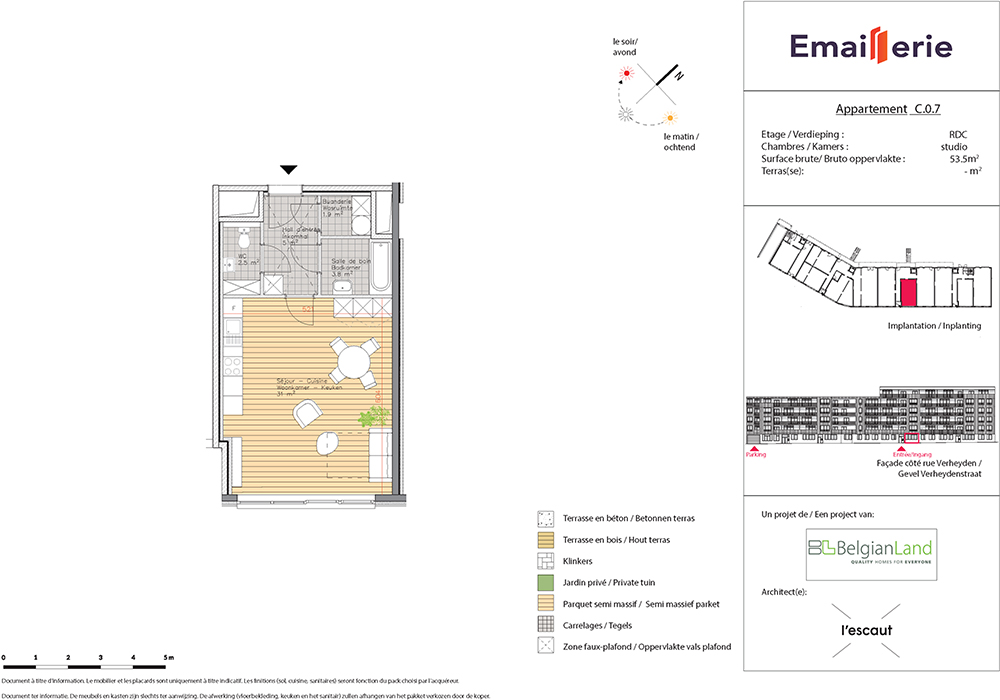 Emaillerie
le soir/
avond
N
le matin /
ochtend
Appartement C.0.7
Etage / Verdieping : RDC
Chambres / Kamers : studio
Surface brute/ Bruto oppervlakte : 53.5m²
Terras(se): - m²
Buanderie
Wasruimte
1.9 m²
Hall d'entrée
Inkomhal
5 m²
WC
Salle de bain
Badkamer
3.8 m²
F
Séjour – Cuisine
Woonkamer – Keuken
31 m²
Implantation / Inplanting
Parking
Entrée/Ingang
Façade côté rue Verheyden /
Gevel Verheydenstraat
Terrasse en béton / Betonnen terras
Terrasse en bois / Hout terras
Klinkers
Jardin privé / Private tuin
Parquet semi massif / Semi massief parket
Carrelages / Tegels
Zone faux-plafond / Oppervlakte vals plafond
Un projet de / Een project van:
BelgianLand
QUALITY HOMES FOR EVERYONE
Architect(e):
l'escaut
0 1 2 3 4 5 m
Document à titre d'information. Le mobilier et les placards sont uniquement à titre indicatif. Les finitions (sol, cuisine, sanitaires) seront fonction du pack choisi par l'acquéreur.
Document ter informatie. De meubels en kasten zijn slechts ter aanwijzing. De afwerking (vloerbekleding, keuken en het sanitair) zullen afhangen van het pakket verkozen door de koper.